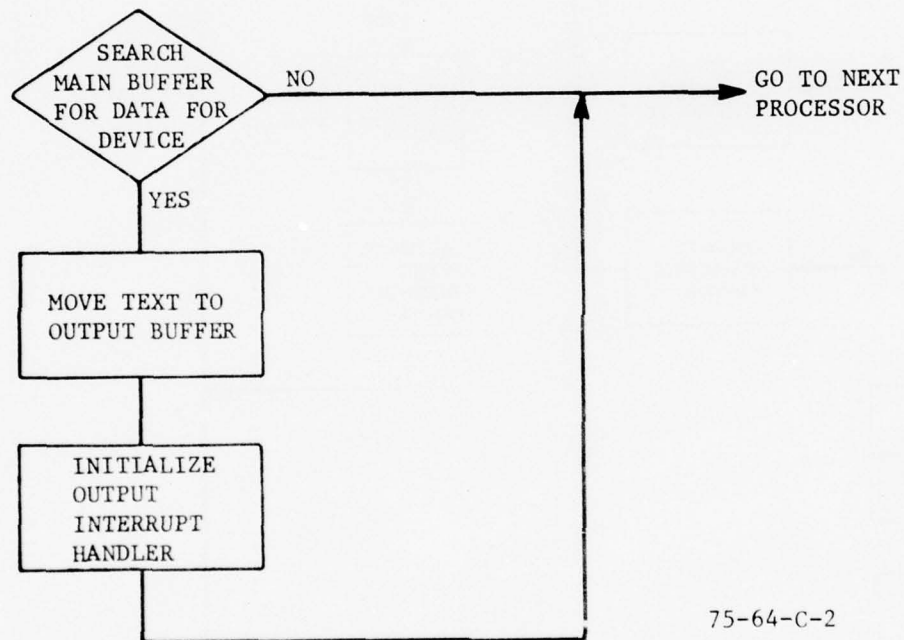 SEARCH
MAIN BUFFER
FOR DATA FOR
DEVICE
NO
GO TO NEXT
PROCESSOR
YES
MOVE TEXT TO
OUTPUT BUFFER
INITIALIZE
OUTPUT
INTERRUPT
HANDLER
75-64-C-2